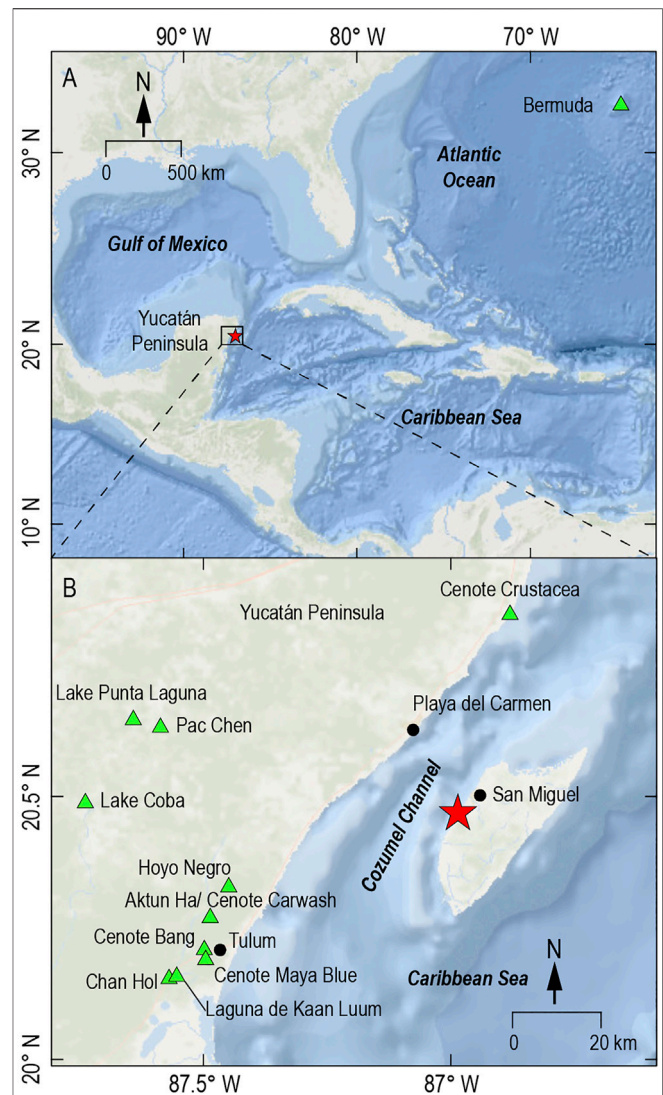 90° W
80° W
70° W
A
N
0
500 km
Bermuda
Atlantic
Ocean
30° N
Gulf of Mexico
Yucatán
Peninsula
20° N
Caribbean Sea
10° N
B
Cenote Crustacea
Yucatán Peninsula
Lake Punta Laguna
Pac Chen
Playa del Carmen
20.5° N
Lake Coba
San Miguel
Cozumel Channel
Hoyo Negro
Aktun Ha/ Cenote Carwash
Cenote Bang
Tulum
Chan Hol
Cenote Maya Blue
Laguna de Kaan Luum
Caribbean Sea
N
0
20 km
20° N
87.5° W
87° W